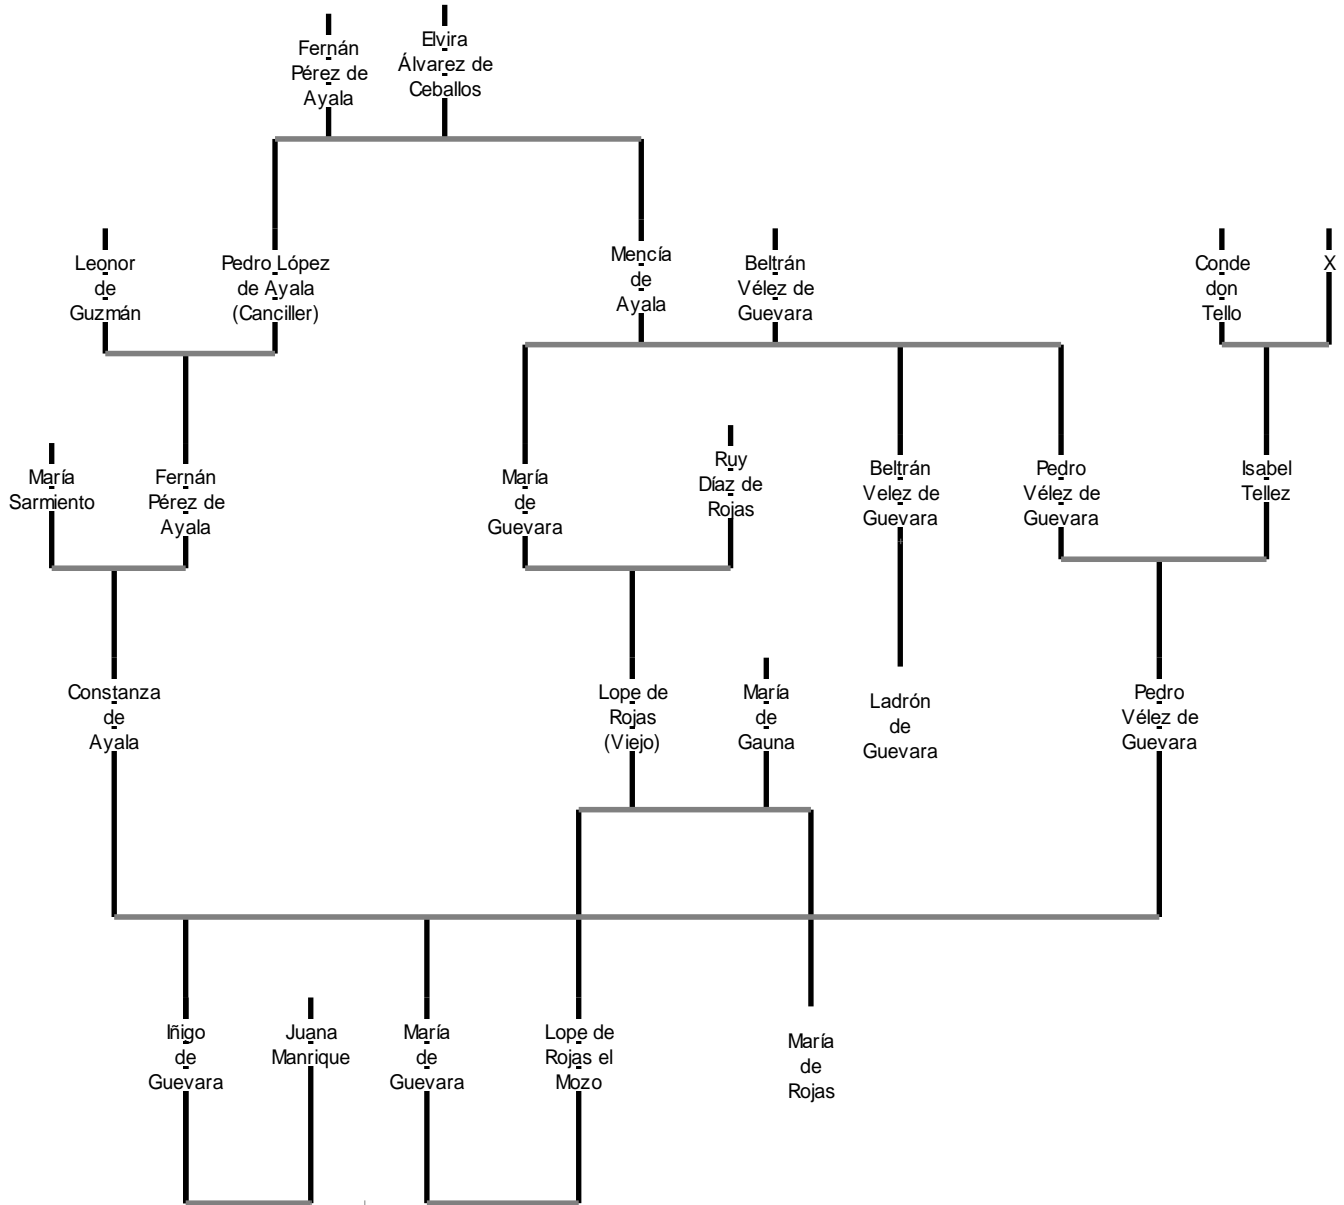 Fernán
Pérez de
Ayala
Elvira
Álvarez de
Ceballos
Leonor
de
Guzmán
Pedro López
de Ayala
(Canciller)
Mencía
de
Ayala
Beltrán
Vélez de
Guevara
Conde
don
Tello
X
María
Sarmiento
Fernán
Pérez de
Ayala
María
de
Guevara
Ruy
Díaz de
Rojas
Beltrán
Velez de
Guevara
Pedro
Vélez de
Guevara
Isabel
Tellez
Constanza
de
Ayala
Lope de
Rojas
(Viejo)
María
de
Gauna
Ladrón
de
Guevara
Pedro
Vélez de
Guevara
Iñigo
de
Guevara
Juana
Manrique
María
de
Guevara
Lope de
Rojas el
Mozo
María
de
Rojas